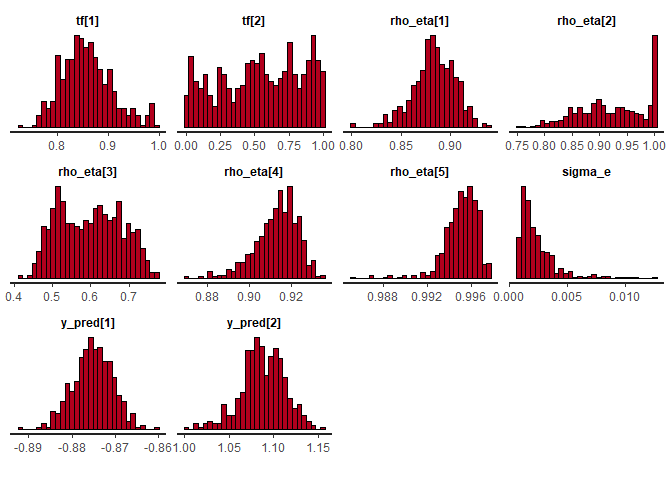 tf[1] tf[2] rho_eta[1] rho_eta[2]
0.8 0.9 1.0 0.00 0.25 0.50 0.75 1.00 0.80 0.85 0.90 0.75 0.80 0.85 0.90 0.95 1.00
rho_eta[3] rho_eta[4] rho_eta[5] sigma_e
0.4 0.5 0.6 0.7 0.88 0.90 0.92 0.988 0.992 0.996 0.000 0.005 0.010
y_pred[1] y_pred[2]
-0.89 -0.88 -0.87 -0.86 1.00 1.05 1.10 1.15